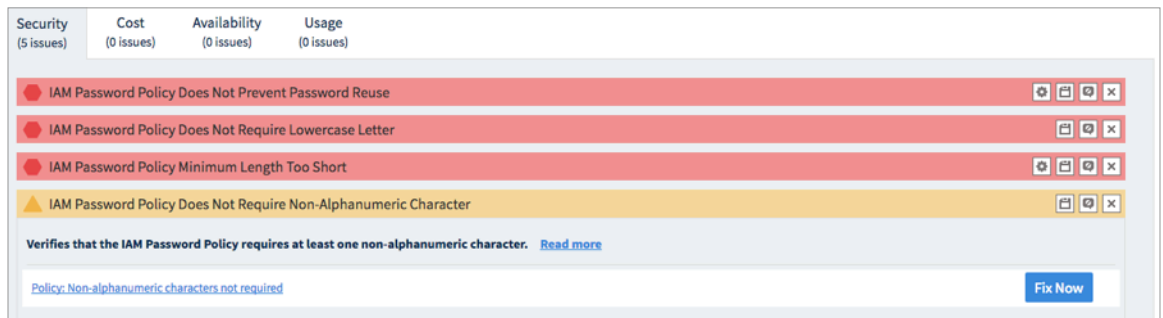 Security
(5 issues)
Cost
(0 issues)
Availability
(0 issues)
Usage
(0 issues)
IAM Password Policy Does Not Prevent Password Reuse
IAM Password Policy Does Not Require Lowercase Letter
IAM Password Policy Minimum Length Too Short
IAM Password Policy Does Not Require Non-Alphanumeric Character
Verifies that the IAM Password Policy requires at least one non-alphanumeric character. Read more
Policy: Non-alphanumeric characters not required
Fix Now